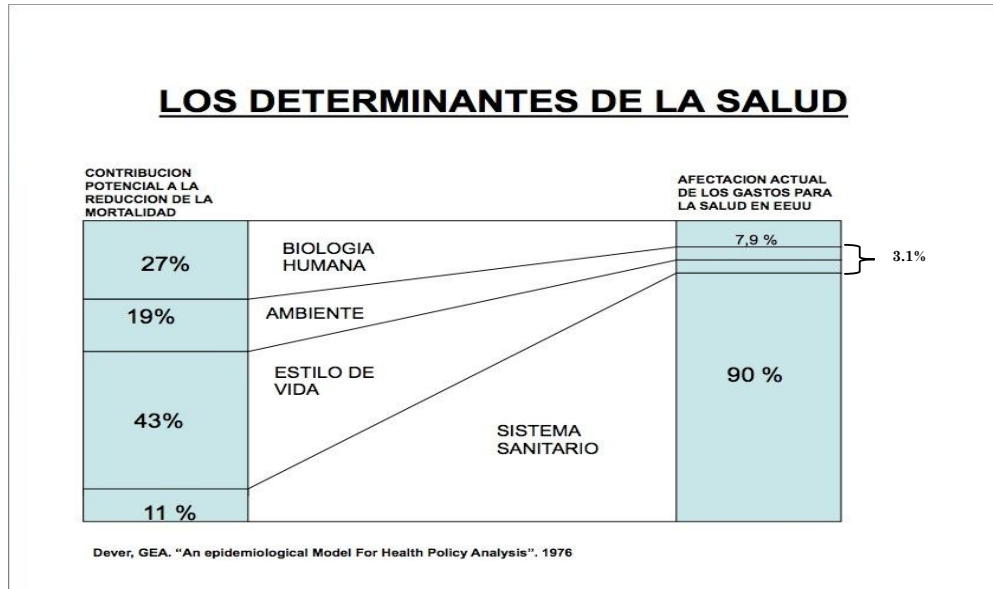 LOS DETERMINANTES DE LA SALUD
CONTRIBUCION
POTENCIAL A LA
REDUCCION DE LA
MORTALIDAD
AFECTACION ACTUAL
DE LOS GASTOS PARA
LA SALUD EN EEUU
27%
BIOLOGIA
HUMANA
7,9 %
3.1%
19%
AMBIENTE
43%
ESTILO DE
VIDA
90 %
SISTEMA
SANITARIO
11 %
Dever, GEA. “An epidemiological Model For Health Policy Analysis”. 1976